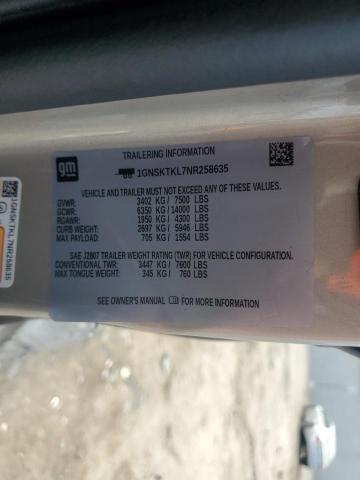 gm
TRAILERING INFORMATION
1GNSKTKL7NR258635
VEHICLE AND TRAILER MUST NOT EXCEED ANY OF THESE VALUES.
GVWR: 3402 KG / 7500 LBS
GCWR: 6350 KG / 14000 LBS
RGAWR: 1950 KG / 4300 LBS
CURB WEIGHT: 2697 KG / 5946 LBS
MAX PAYLOAD: 705 KG / 1554 LBS
SAE J2807 TRAILER WEIGHT RATING (TWR) FOR VEHICLE CONFIGURATION.
CONVENTIONAL TWR: 3447 KG / 7600 LBS
MAX TONGUE WEIGHT: 345 KG / 760 LBS
SEE OWNER'S MANUAL FOR MORE INFORMATION
1GNSKTKL7NR258635